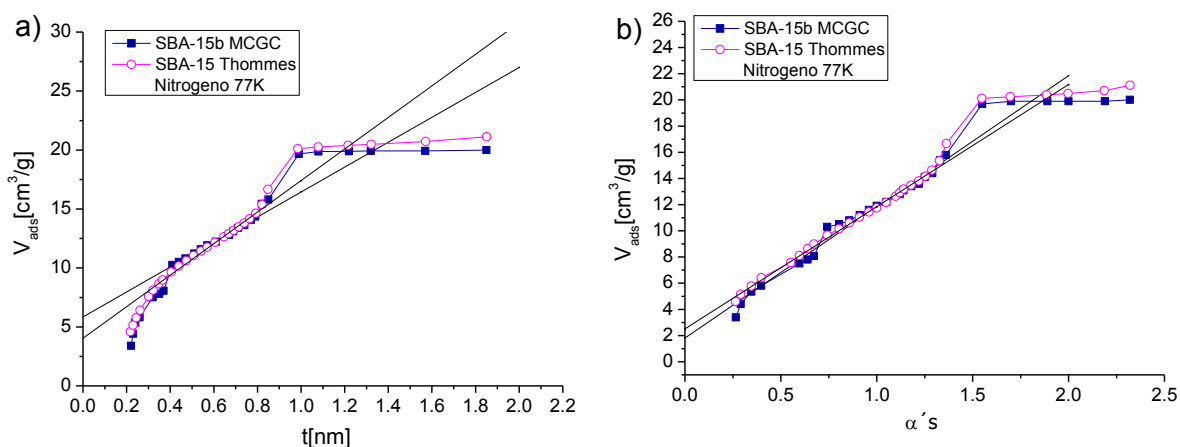 a)
SBA-15b MCGC
SBA-15 Thommes
Nitrogeno 77K
30
25
20
15
10
5
0
V_ads[cm³/g]
0.0 0.2 0.4 0.6 0.8 1.0 1.2 1.4 1.6 1.8 2.0 2.2
t[nm]
b)
SBA-15b MCGC
SBA-15 Thommes
Nitrogeno 77K
26
24
22
20
18
16
14
12
10
8
6
4
2
0
V_ads[cm³/g]
0.0 0.5 1.0 1.5 2.0 2.5
α´s